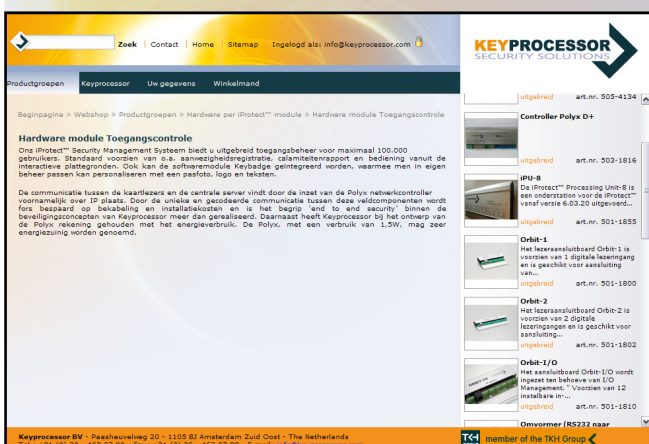 Zoek | Contact | Home | Sitemap | Ingelogd als: info@keyprocessor.com
KEYPROCESSOR
SECURITY SOLUTIONS
Productgroepen Keyprocessor Uw gegevens Winkelmand
Beginpagina > Webshop > Productgroepen > Hardware per iProtect™ module > Hardware module Toegangscontrole
Hardware module Toegangscontrole
Ons iProtect™ Security Management Systeem biedt u uitgebreid toegangsbeheer voor maximaal 100.000
gebruikers. Standaard voorzien van o.a. aanwezigheidsregistratie, calamiteitenrapport en bediening vanuit de
interactieve plattegronden. Ook kan de softwaremodule Keybadge geïntegreerd worden, waarmee men in eigen
beheer passen kan personaliseren met een pasfoto, logo en teksten.
De communicatie tussen de kaartlezers en de centrale server vindt door de inzet van de Polyx netwerkcontroller
voornamelijk over IP plaats. Door de unieke en gecodeerde communicatie tussen deze veldcomponenten wordt
fors bespaard op bekabeling en installatiekosten en is het begrip 'end to end security' binnen de
beveiligingsconcepten van Keyprocessor meer dan gerealiseerd. Daarnaast heeft Keyprocessor bij het ontwerp van
de Polyx rekening gehouden met het energieverbruik. De Polyx, met een verbruik van 1,5W, mag zeer
energiezuinig worden genoemd.
uitgebreid art.nr. 505-4134
Controller Polyx D+
uitgebreid art.nr. 503-1816
iPU-8
De iProtect™ Processing Unit-8 is
een onderstation voor de iProtect™
vanaf versie 6.03.20 uitgevoerd...
uitgebreid art.nr. 501-1855
Orbit-1
Het lezeraansluitboard Orbit-1 is
voorzien van 1 digitale lezeringang
en is geschikt voor aansluiting
van...
uitgebreid art.nr. 501-1800
Orbit-2
Het lezeraansluitboard Orbit-2 is
voorzien van 2 digitale
lezeringangen en is geschikt voor
aansluiting...
uitgebreid art.nr. 501-1802
Orbit-I/O
Het aansluitboard Orbit-I/O wordt
ingezet ten behoeve van I/O
Management. * Voorzien van 12
instelbare in-...
uitgebreid art.nr. 501-1810
Omvormer (RS232 naar
Keyprocessor BV - Paasheuvelweg 20 - 1105 BJ Amsterdam Zuid Oost - The Netherlands
TKH member of the TKH Group